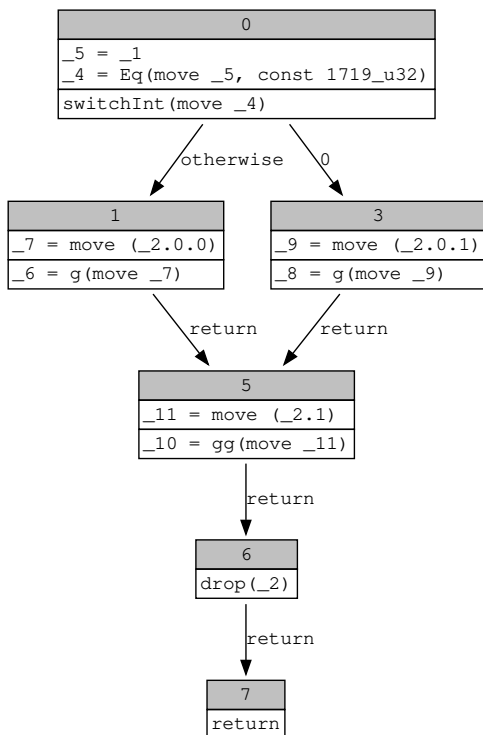 0
_5 = _1
_4 = Eq(move _5, const 1719_u32)
switchInt(move _4)
otherwise
0
1
_7 = move (_2.0.0)
_6 = g(move _7)
3
_9 = move (_2.0.1)
_8 = g(move _9)
return
return
5
_11 = move (_2.1)
_10 = gg(move _11)
return
6
drop(_2)
return
7
return